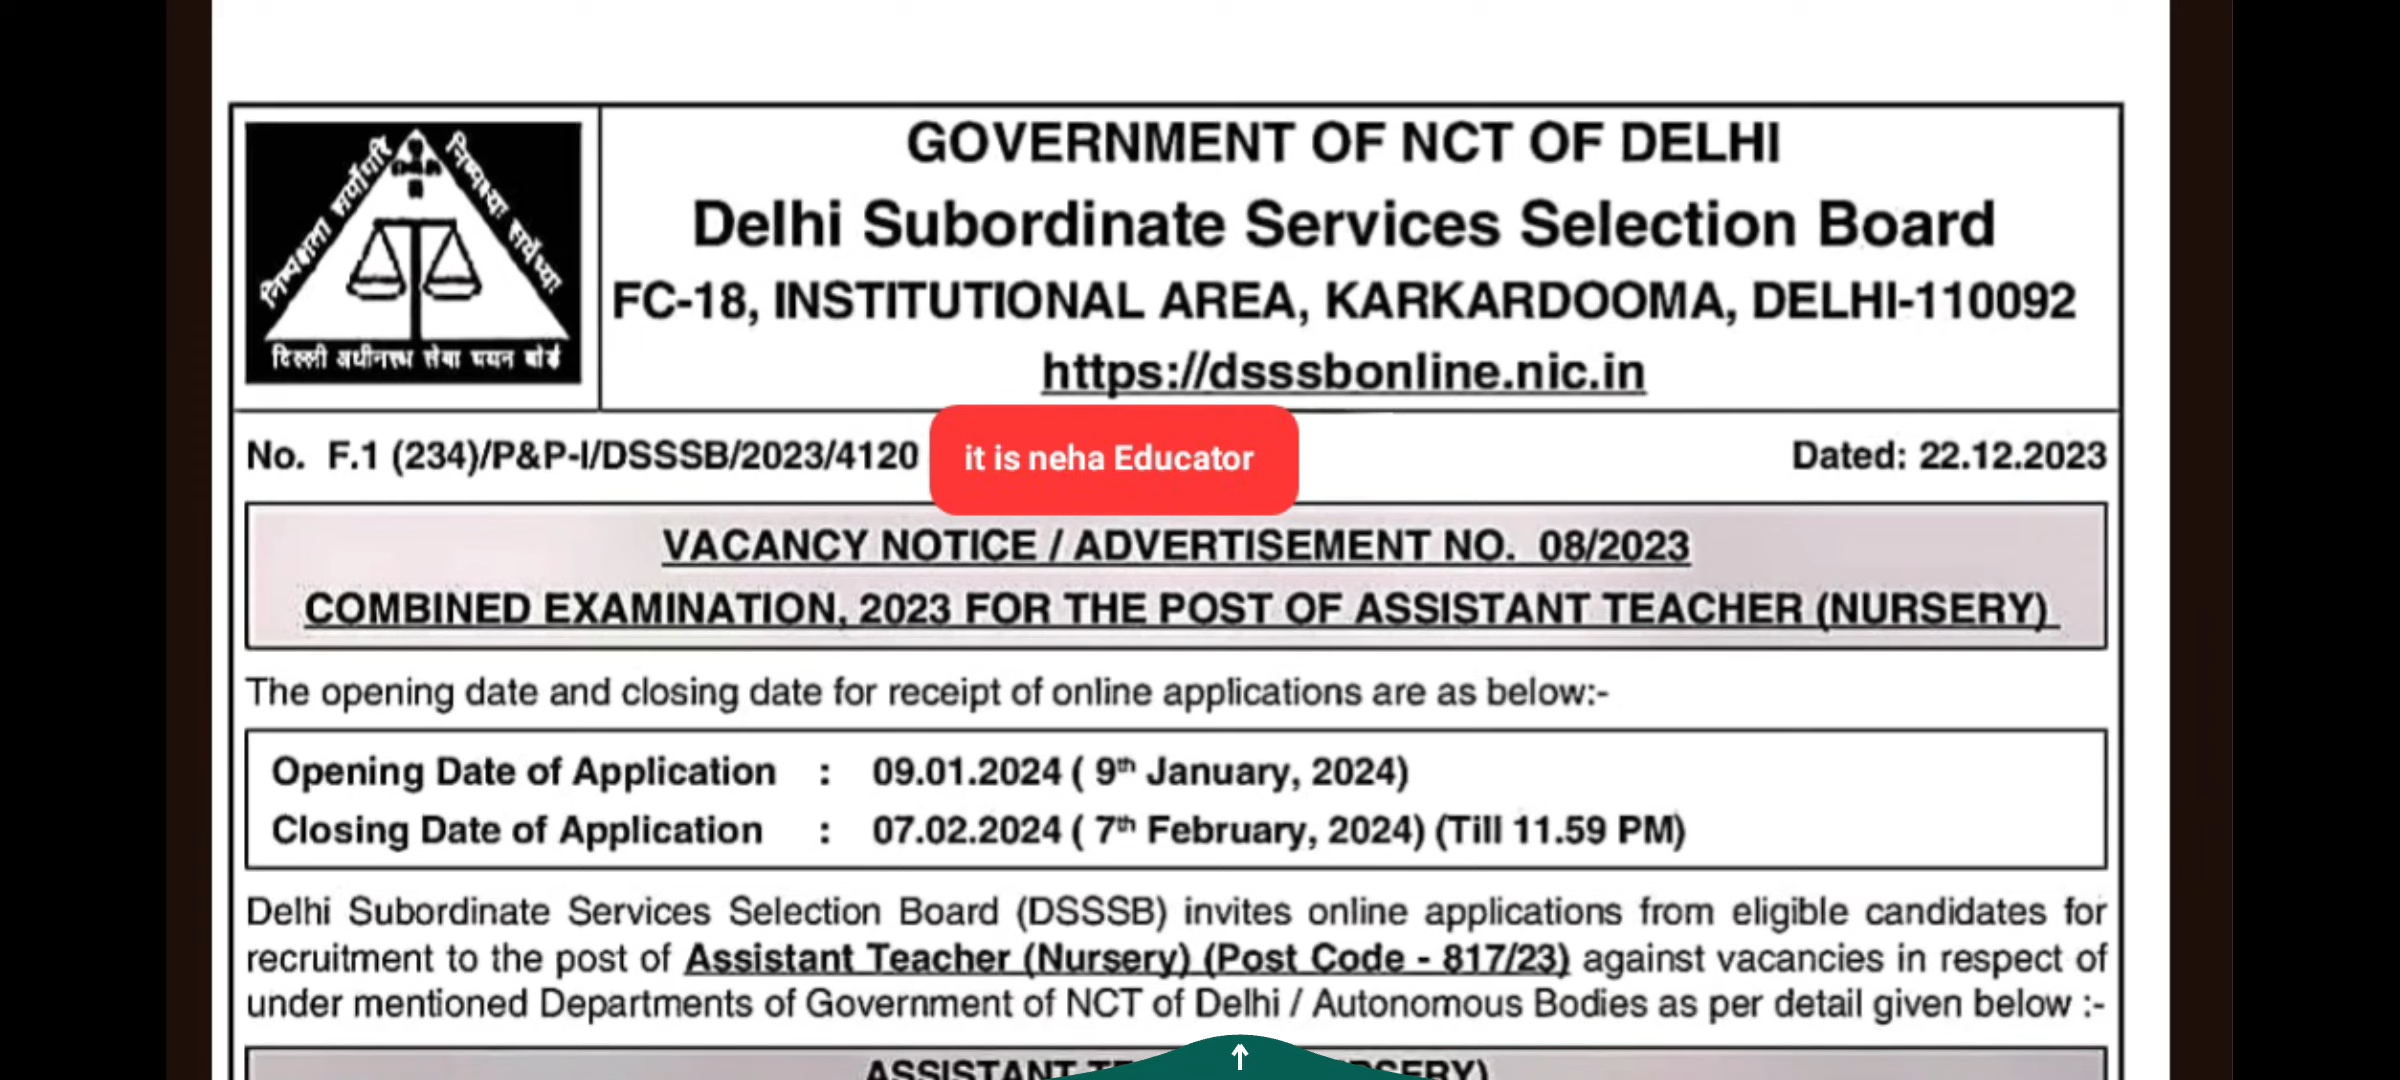 निष्पक्षता सर्वोपरि
दिल्ली अधीनस्थ सेवा चयन बोर्ड
GOVERNMENT OF NCT OF DELHI
Delhi Subordinate Services Selection Board
FC-18, INSTITUTIONAL AREA, KARKARDOOMA, DELHI-110092
https://dsssbonline.nic.in
No. F.1 (234)/P&P-I/DSSSB/2023/4120 it is neha Educator Dated: 22.12.2023
VACANCY NOTICE / ADVERTISEMENT NO. 08/2023
COMBINED EXAMINATION, 2023 FOR THE POST OF ASSISTANT TEACHER (NURSERY)
The opening date and closing date for receipt of online applications are as below:-
Opening Date of Application : 09.01.2024 ( 9th January, 2024)
Closing Date of Application : 07.02.2024 ( 7th February, 2024) (Till 11.59 PM)
Delhi Subordinate Services Selection Board (DSSSB) invites online applications from eligible candidates for
recruitment to the post of Assistant Teacher (Nursery) (Post Code - 817/23) against vacancies in respect of
under mentioned Departments of Government of NCT of Delhi / Autonomous Bodies as per detail given below :-
ASSISTANT